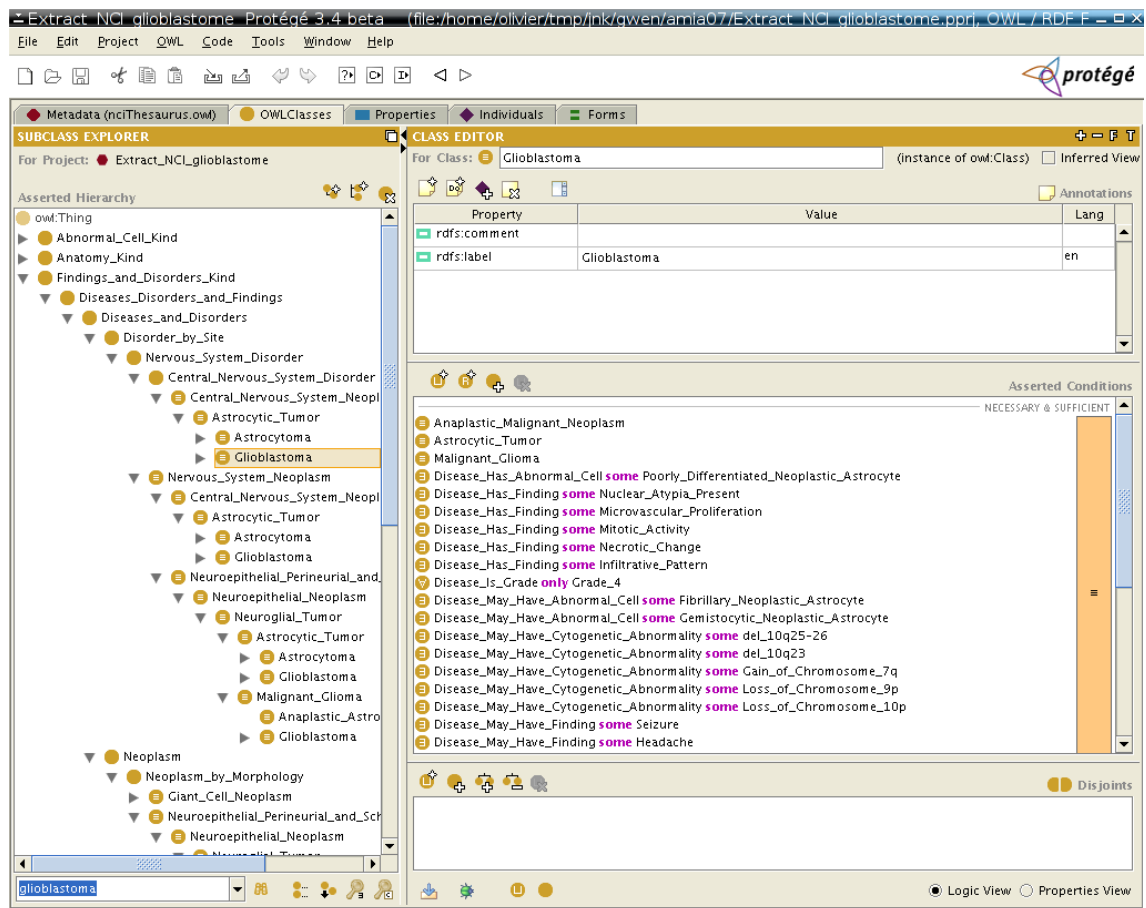 Extract_NCI_glioblastome Protégé 3.4 beta (file:/home/olivier/tmp/jnk/gwen/amia07/Extract_NCI_glioblastome.pprj, OWL / RDF F
File Edit Project OWL Code Tools Window Help
protégé
Metadata (nciThesaurus.owl) OWLClasses Properties Individuals Forms
SUBCLASS EXPLORER
For Project: Extract_NCI_glioblastome
Asserted Hierarchy
owl:Thing
Abnormal_Cell_Kind
Anatomy_Kind
Findings_and_Disorders_Kind
Diseases_Disorders_and_Findings
Diseases_and_Disorders
Disorder_by_Site
Nervous_System_Disorder
Central_Nervous_System_Disorder
Central_Nervous_System_Neopl
Astrocytic_Tumor
Astrocytoma
Glioblastoma
Nervous_System_Neoplasm
Central_Nervous_System_Neopl
Astrocytic_Tumor
Astrocytoma
Glioblastoma
Neuroepithelial_Perineurial_and_
Neuroepithelial_Neoplasm
Neuroglial_Tumor
Astrocytic_Tumor
Astrocytoma
Glioblastoma
Malignant_Glioma
Anaplastic_Astro
Glioblastoma
Neoplasm
Neoplasm_by_Morphology
Giant_Cell_Neoplasm
Neuroepithelial_Perineurial_and_Sch
Neuroepithelial_Neoplasm
Neuroglial_Tumor
glioblastoma
CLASS EDITOR
For Class: Glioblastoma (instance of owl:Class) Inferred View
Annotations
Property Value Lang
rdfs:comment
rdfs:label Glioblastoma en
Asserted Conditions
NECESSARY & SUFFICIENT
Anaplastic_Malignant_Neoplasm
Astrocytic_Tumor
Malignant_Glioma
Disease_Has_Abnormal_Cell some Poorly_Differentiated_Neoplastic_Astrocyte
Disease_Has_Finding some Nuclear_Atypia_Present
Disease_Has_Finding some Microvascular_Proliferation
Disease_Has_Finding some Mitotic_Activity
Disease_Has_Finding some Necrotic_Change
Disease_Has_Finding some Infiltrative_Pattern
Disease_Is_Grade only Grade_4
Disease_May_Have_Abnormal_Cell some Fibrillary_Neoplastic_Astrocyte
Disease_May_Have_Abnormal_Cell some Gemistocytic_Neoplastic_Astrocyte
Disease_May_Have_Cytogenetic_Abnormality some del_10q25-26
Disease_May_Have_Cytogenetic_Abnormality some del_10q23
Disease_May_Have_Cytogenetic_Abnormality some Gain_of_Chromosome_7q
Disease_May_Have_Cytogenetic_Abnormality some Loss_of_Chromosome_9p
Disease_May_Have_Cytogenetic_Abnormality some Loss_of_Chromosome_10p
Disease_May_Have_Finding some Seizure
Disease_May_Have_Finding some Headache
Disjoints
Logic View Properties View